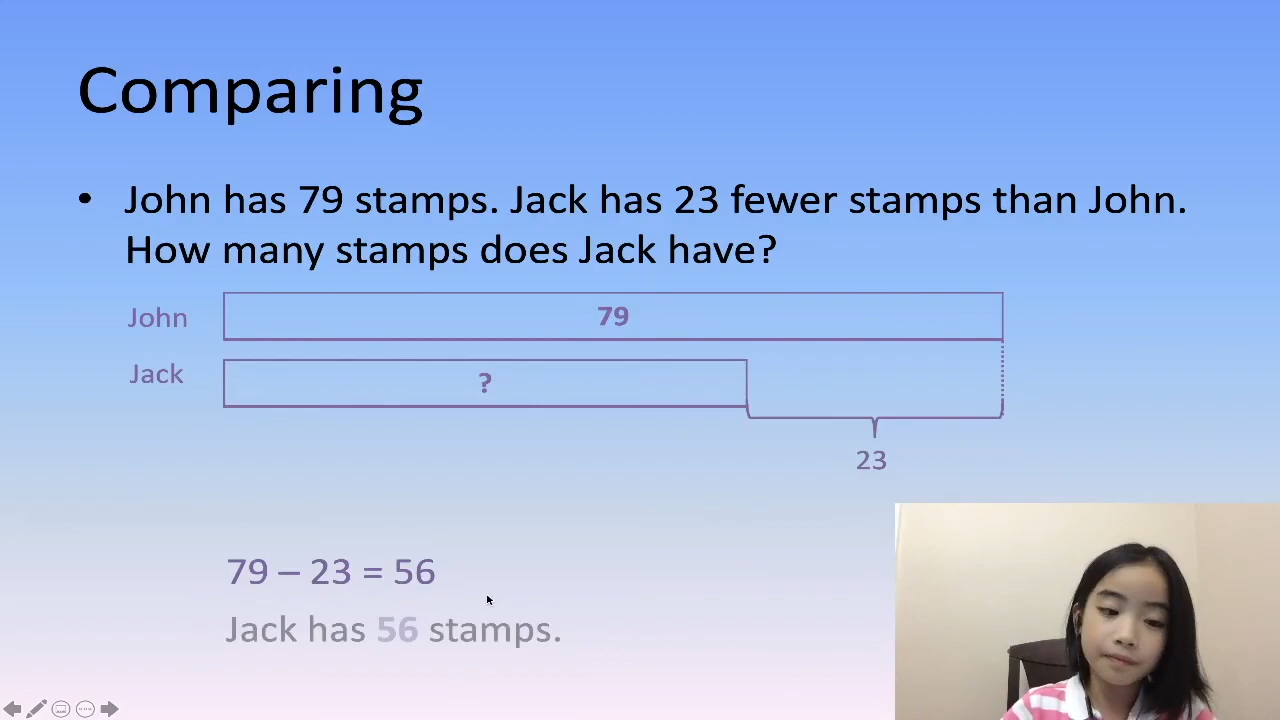 Comparing
• John has 79 stamps. Jack has 23 fewer stamps than John.
How many stamps does Jack have?
John 79
Jack ?
23
79 – 23 = 56
Jack has 56 stamps.